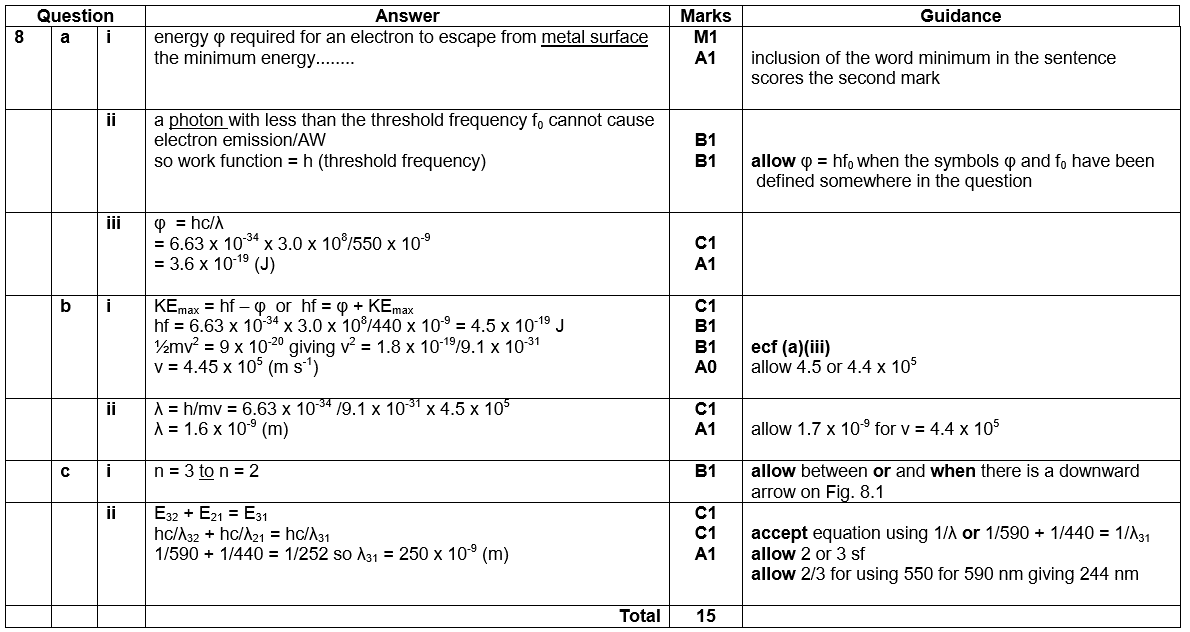 Question Answer Marks Guidance
8 a i energy φ required for an electron to escape from metal surface M1
the minimum energy........ A1 inclusion of the word minimum in the sentence
scores the second mark
ii a photon with less than the threshold frequency f₀ cannot cause
electron emission/AW B1
so work function = h (threshold frequency) B1 allow φ = hf₀ when the symbols φ and f₀ have been
defined somewhere in the question
iii φ = hc/λ
= 6.63 x 10⁻³⁴ x 3.0 x 10⁸/550 x 10⁻⁹ C1
= 3.6 x 10⁻¹⁹ (J) A1
b i KEmax = hf – φ or hf = φ + KEmax C1
hf = 6.63 x 10⁻³⁴ x 3.0 x 10⁸/440 x 10⁻⁹ = 4.5 x 10⁻¹⁹ J B1
½mv² = 9 x 10⁻²⁰ giving v² = 1.8 x 10⁻¹⁹/9.1 x 10⁻³¹ B1 ecf (a)(iii)
v = 4.45 x 10⁵ (m s⁻¹) A0 allow 4.5 or 4.4 x 10⁵
ii λ = h/mv = 6.63 x 10⁻³⁴ /9.1 x 10⁻³¹ x 4.5 x 10⁵ C1
λ = 1.6 x 10⁻⁹ (m) A1 allow 1.7 x 10⁻⁹ for v = 4.4 x 10⁵
c i n = 3 to n = 2 B1 allow between or and when there is a downward
arrow on Fig. 8.1
ii E₃₂ + E₂₁ = E₃₁ C1
hc/λ₃₂ + hc/λ₂₁ = hc/λ₃₁ C1 accept equation using 1/λ or 1/590 + 1/440 = 1/λ₃₁
1/590 + 1/440 = 1/252 so λ₃₁ = 250 x 10⁻⁹ (m) A1 allow 2 or 3 sf
allow 2/3 for using 550 for 590 nm giving 244 nm
Total 15